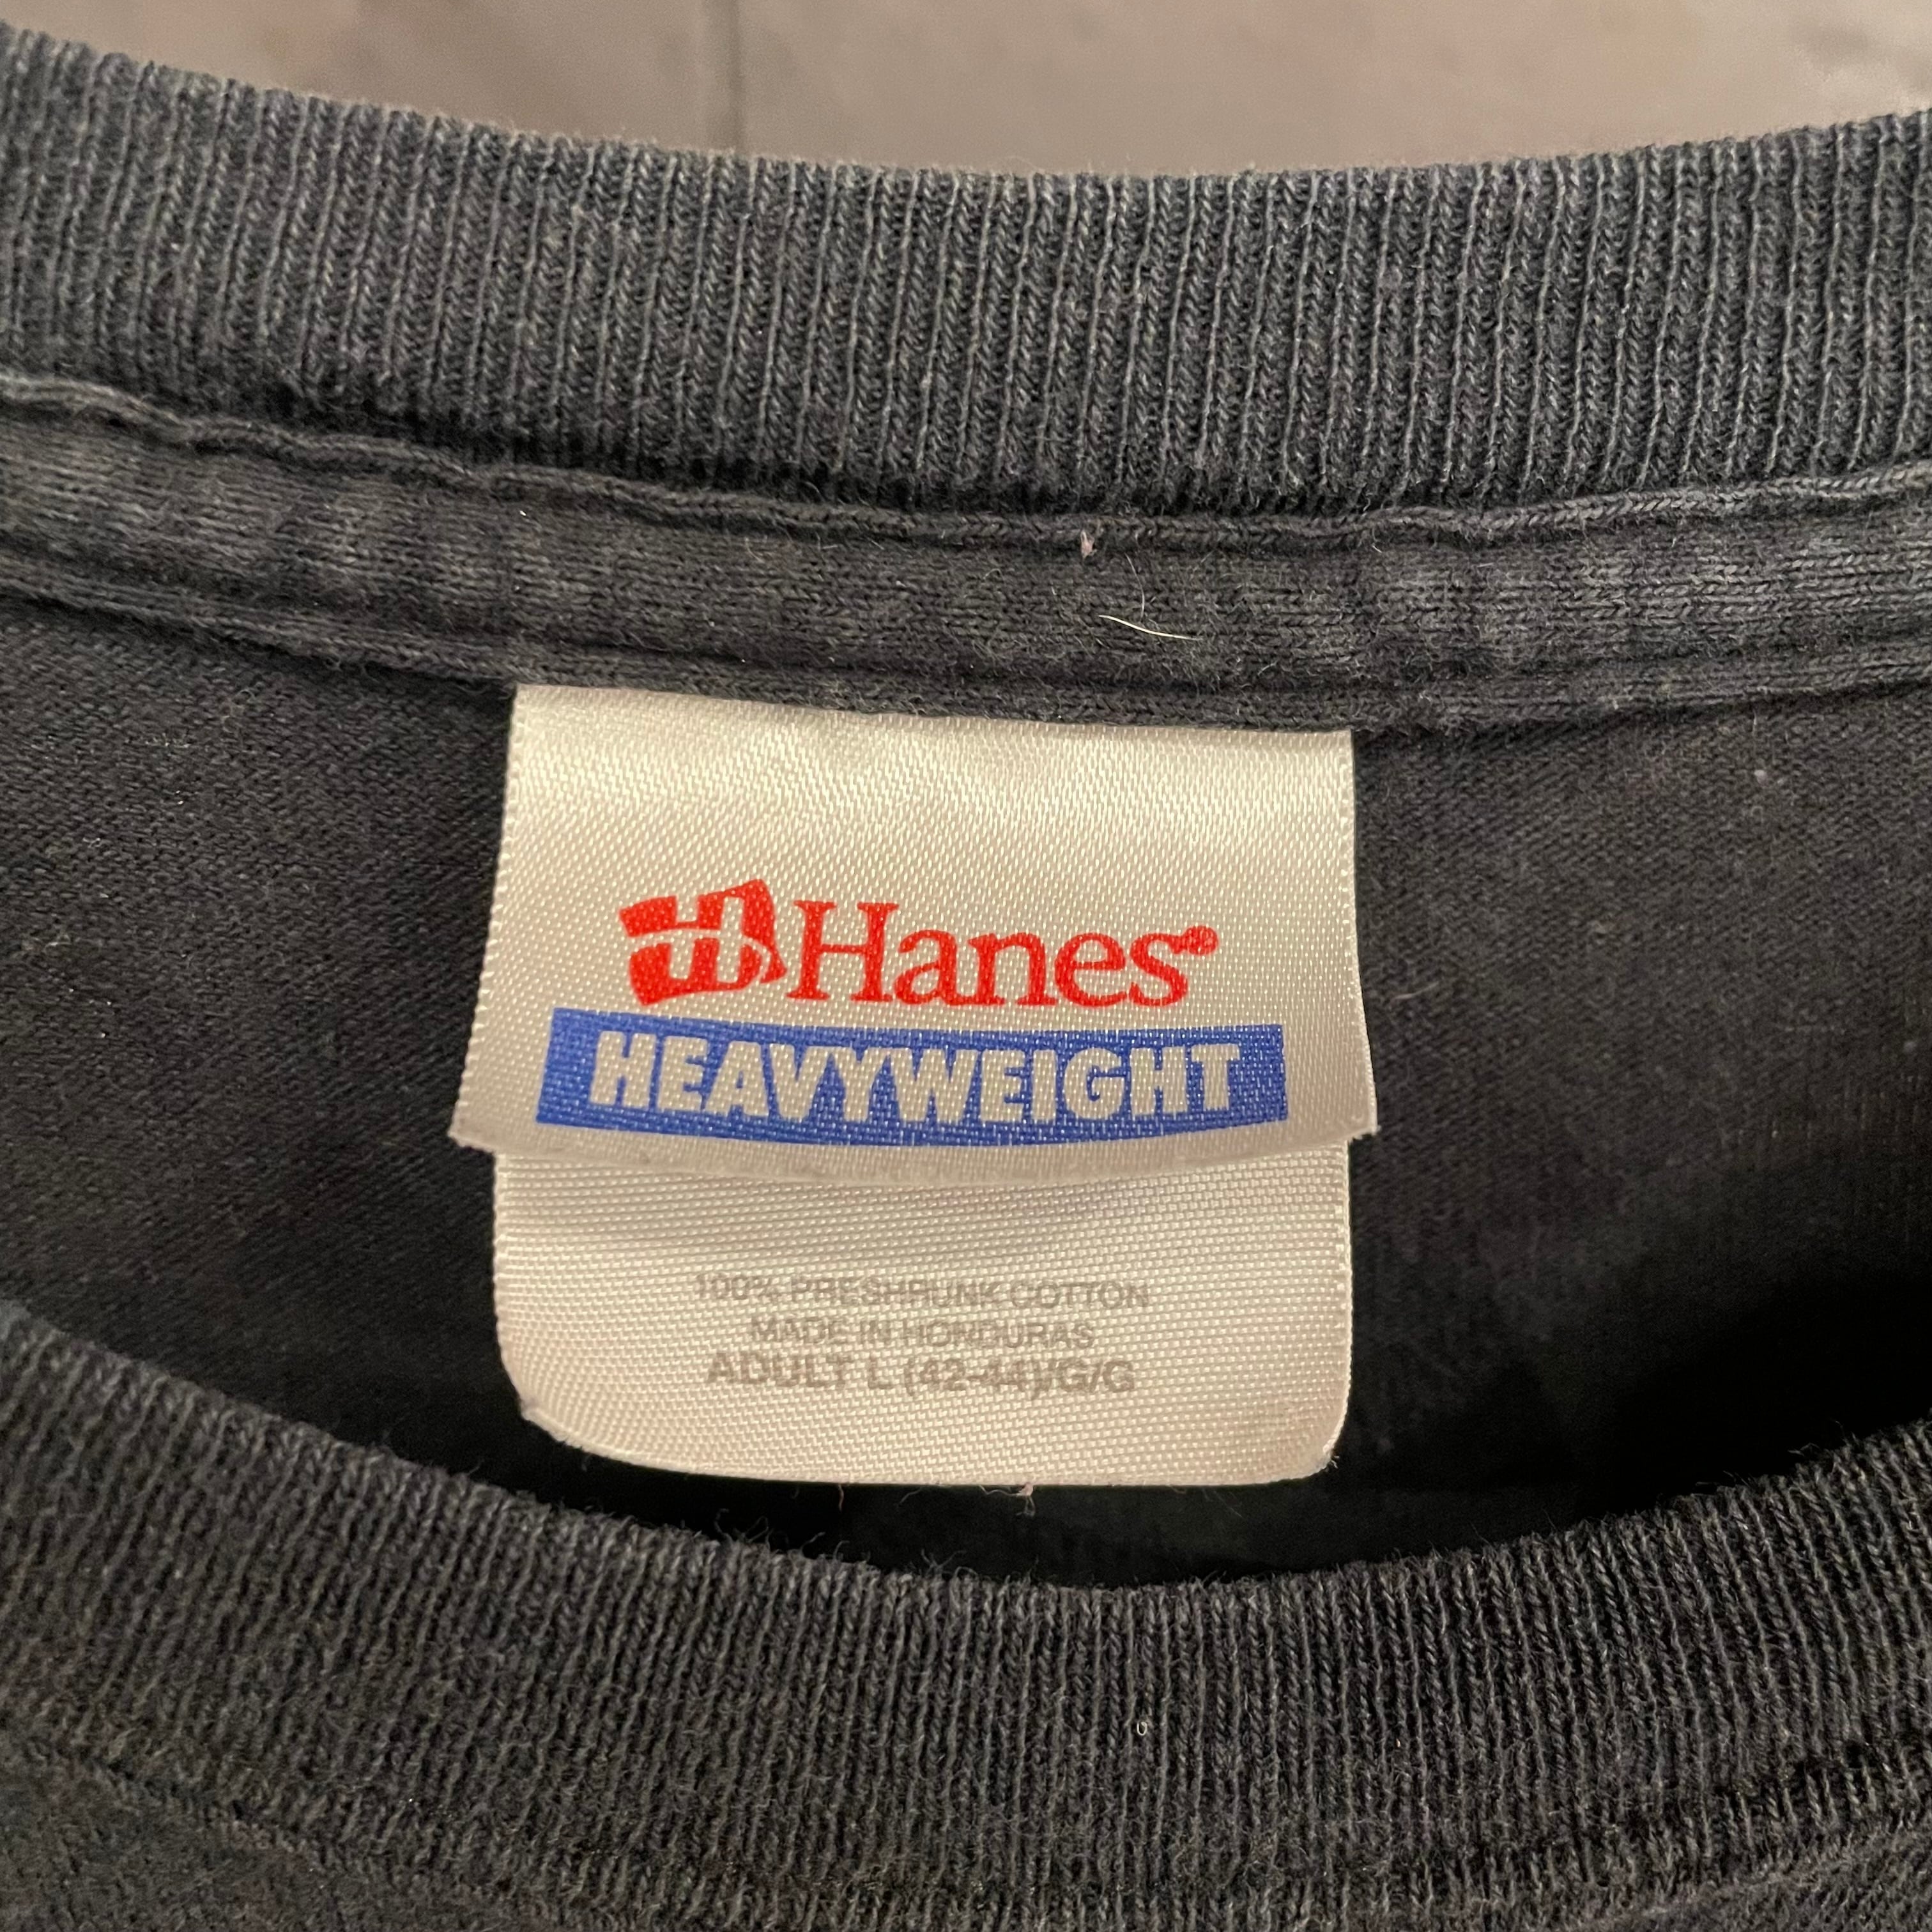 H Hanes
HEAVYWEIGHT
100% PRESHRUNK COTTON
MADE IN HONDURAS
ADULT L (42-44)/G/G